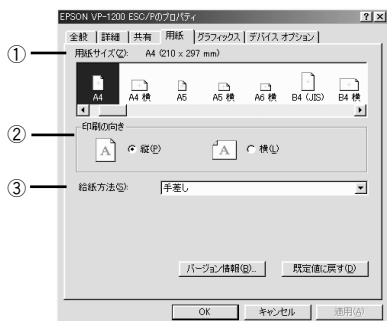 EPSON VP-1200 ESC/Pのプロパティ
全般 詳細 共有 用紙 グラフィックス デバイス オプション
① 用紙サイズ(Z): A4 (210 x 297 mm)
A4 A4 横 A5 A5 横 A6 横 B4 (JIS) B4 横
② 印刷の向き
A 縦(P) A 横(L)
③ 給紙方法(S): 手差し
バージョン情報(B)... 既定値に戻す(D)
OK キャンセル 適用(A)